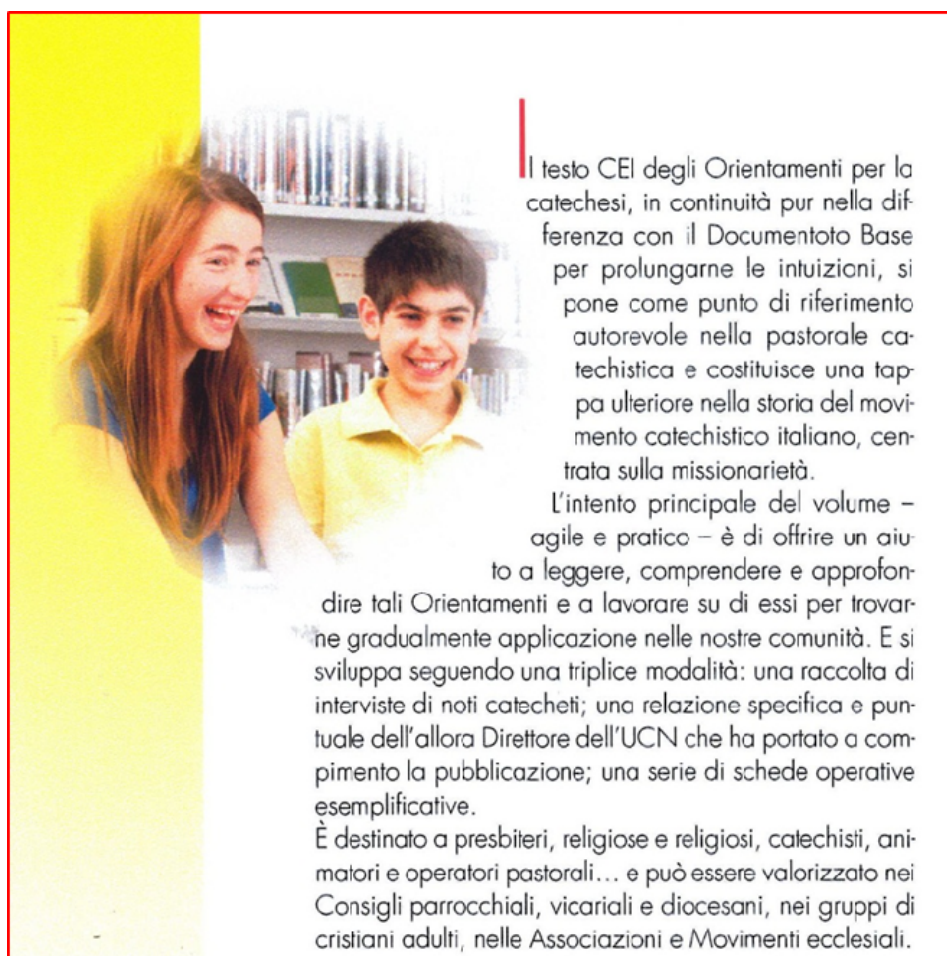 Il testo CEI degli Orientamenti per la
catechesi, in continuità pur nella dif-
ferenza con il Documentoto Base
per prolungarne le intuizioni, si
pone come punto di riferimento
autorevole nella pastorale ca-
techistica e costituisce una tap-
pa ulteriore nella storia del movi-
mento catechistico italiano, cen-
trata sulla missionarietà.
L'intento principale del volume –
agile e pratico – è di offrire un aiu-
to a leggere, comprendere e approfon-
dire tali Orientamenti e a lavorare su di essi per trovar-
ne gradualmente applicazione nelle nostre comunità. E si
sviluppa seguendo una triplice modalità: una raccolta di
interviste di noti catecheti; una relazione specifica e pun-
tuale dell'allora Direttore dell'UCN che ha portato a com-
pimento la pubblicazione; una serie di schede operative
esemplificative.
È destinato a presbiteri, religiose e religiosi, catechisti, ani-
matori e operatori pastorali... e può essere valorizzato nei
Consigli parrocchiali, vicariali e diocesani, nei gruppi di
cristiani adulti, nelle Associazioni e Movimenti ecclesiali.